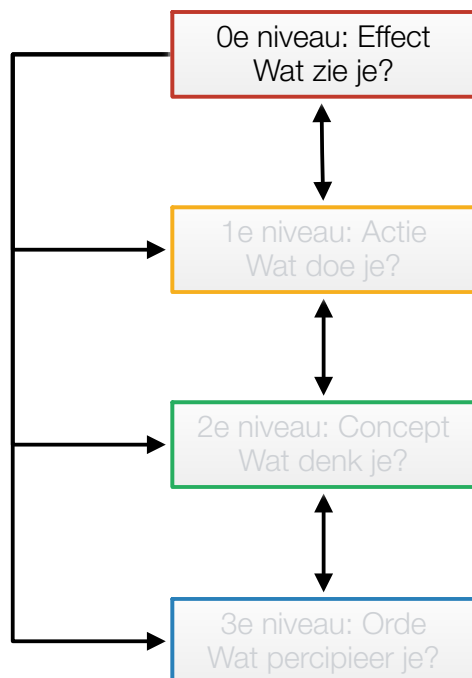 0e niveau: Effect
Wat zie je?
1e niveau: Actie
Wat doe je?
2e niveau: Concept
Wat denk je?
3e niveau: Orde
Wat percipieer je?